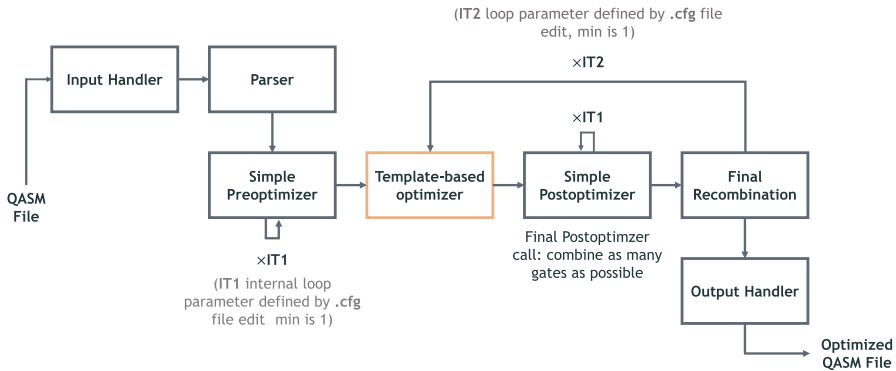 (IT2 loop parameter defined by .cfg file
edit, min is 1)
×IT2
Input Handler
Parser
×IT1
Simple
Preoptimizer
Template-based
optimizer
Simple
Postoptimizer
Final
Recombination
QASM
File
×IT1
(IT1 internal loop
parameter defined by .cfg
file edit  min is 1)
Final Postoptimzer
call: combine as many
gates as possible
Output Handler
Optimized
QASM File